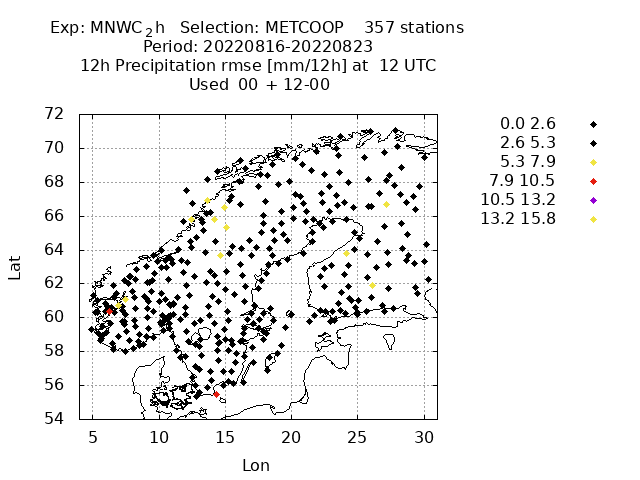 Exp: MNWC2h   Selection: METCOOP    357 stations
Period: 20220816-20220823
12h Precipitation rmse [mm/12h] at  12 UTC
Used  00 + 12-00
72
70
68
66
64
62
60
58
56
54
5 10 15 20 25 30
Lat
Lon
0.0 2.6
2.6 5.3
5.3 7.9
7.9 10.5
10.5 13.2
13.2 15.8